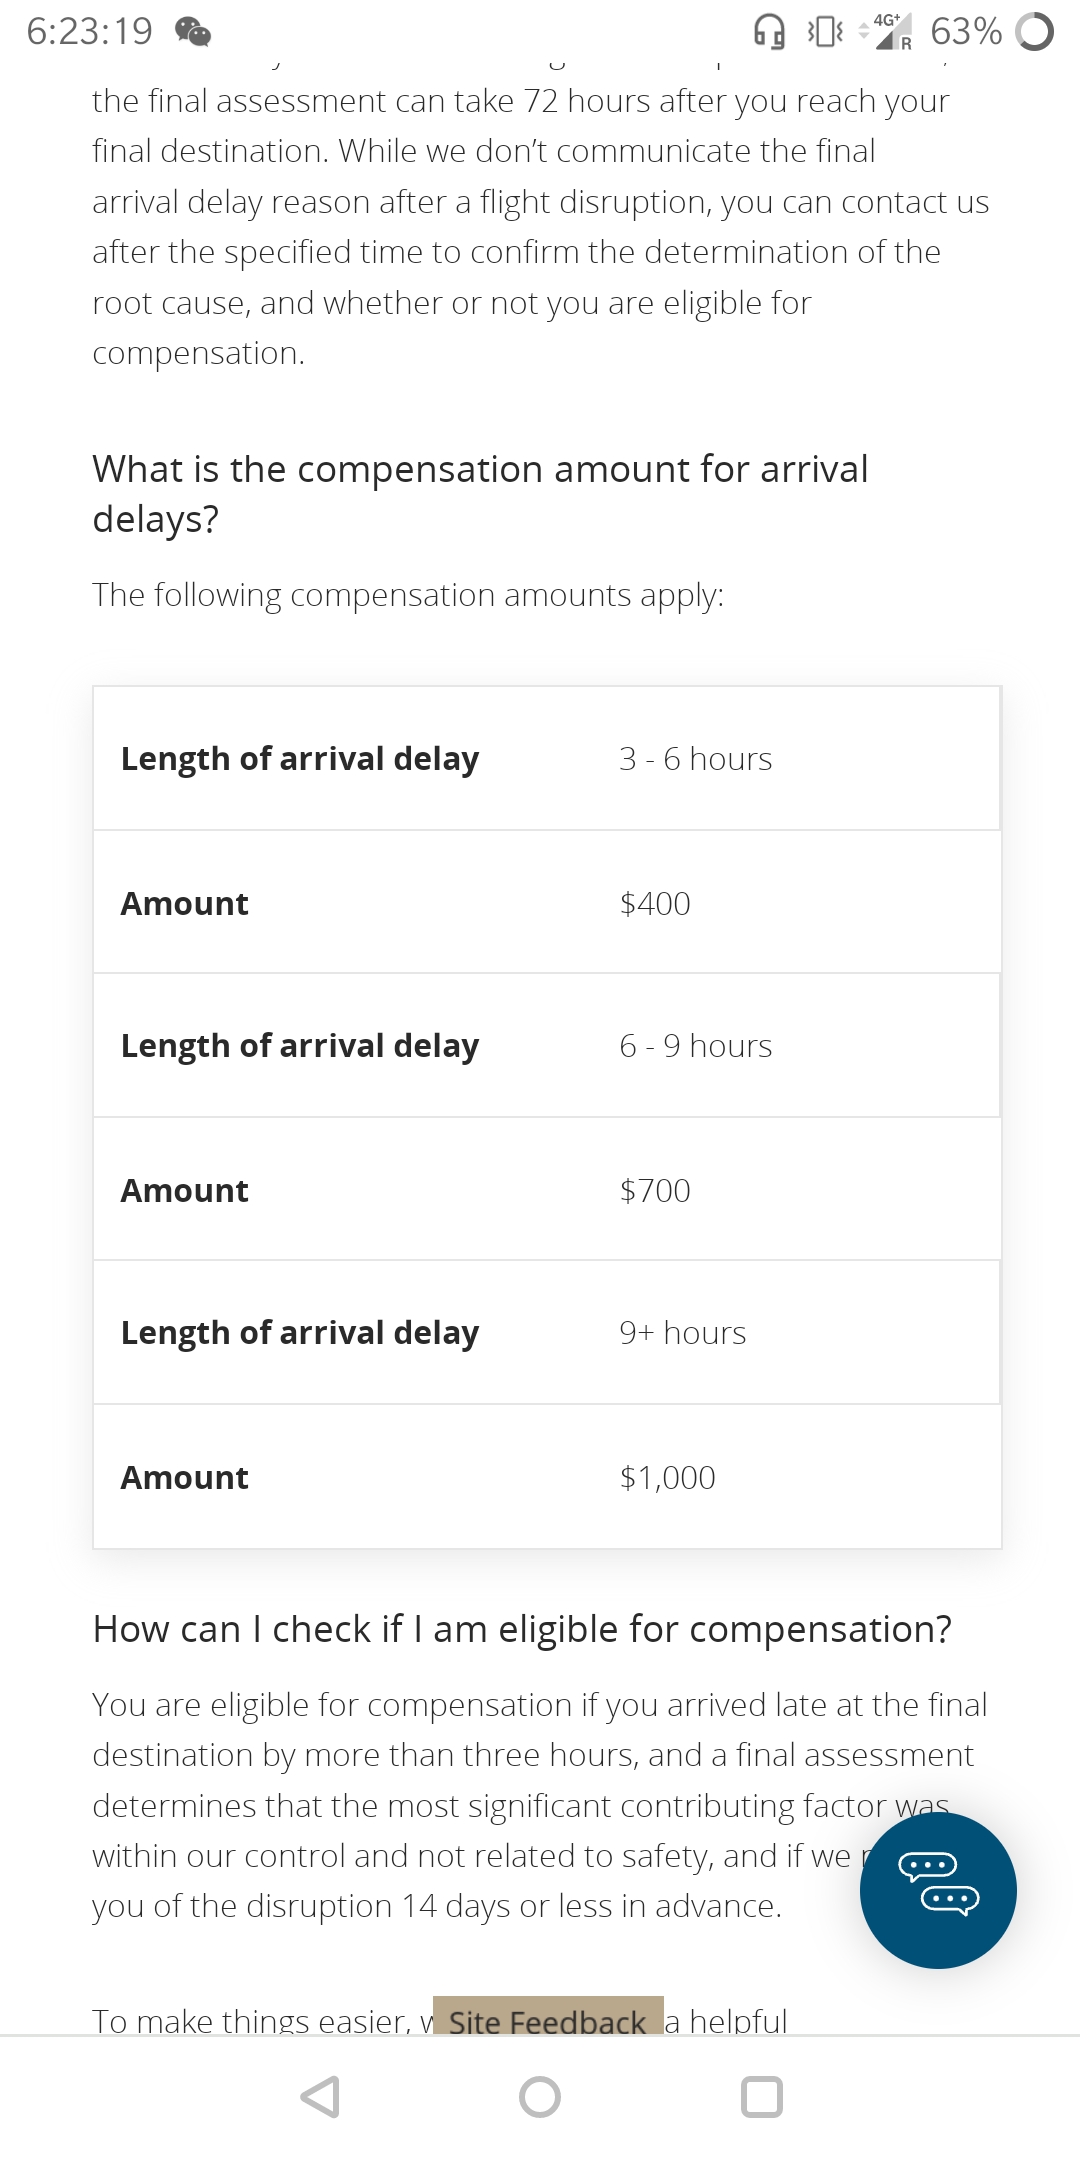 6:23:19 4G+ R 63%
the final assessment can take 72 hours after you reach your
final destination. While we don’t communicate the final
arrival delay reason after a flight disruption, you can contact us
after the specified time to confirm the determination of the
root cause, and whether or not you are eligible for
compensation.
What is the compensation amount for arrival
delays?
The following compensation amounts apply:
Length of arrival delay 3 - 6 hours
Amount $400
Length of arrival delay 6 - 9 hours
Amount $700
Length of arrival delay 9+ hours
Amount $1,000
How can I check if I am eligible for compensation?
You are eligible for compensation if you arrived late at the final
destination by more than three hours, and a final assessment
determines that the most significant contributing factor was
within our control and not related to safety, and if we
you of the disruption 14 days or less in advance.
To make things easier, Site Feedback a helpful